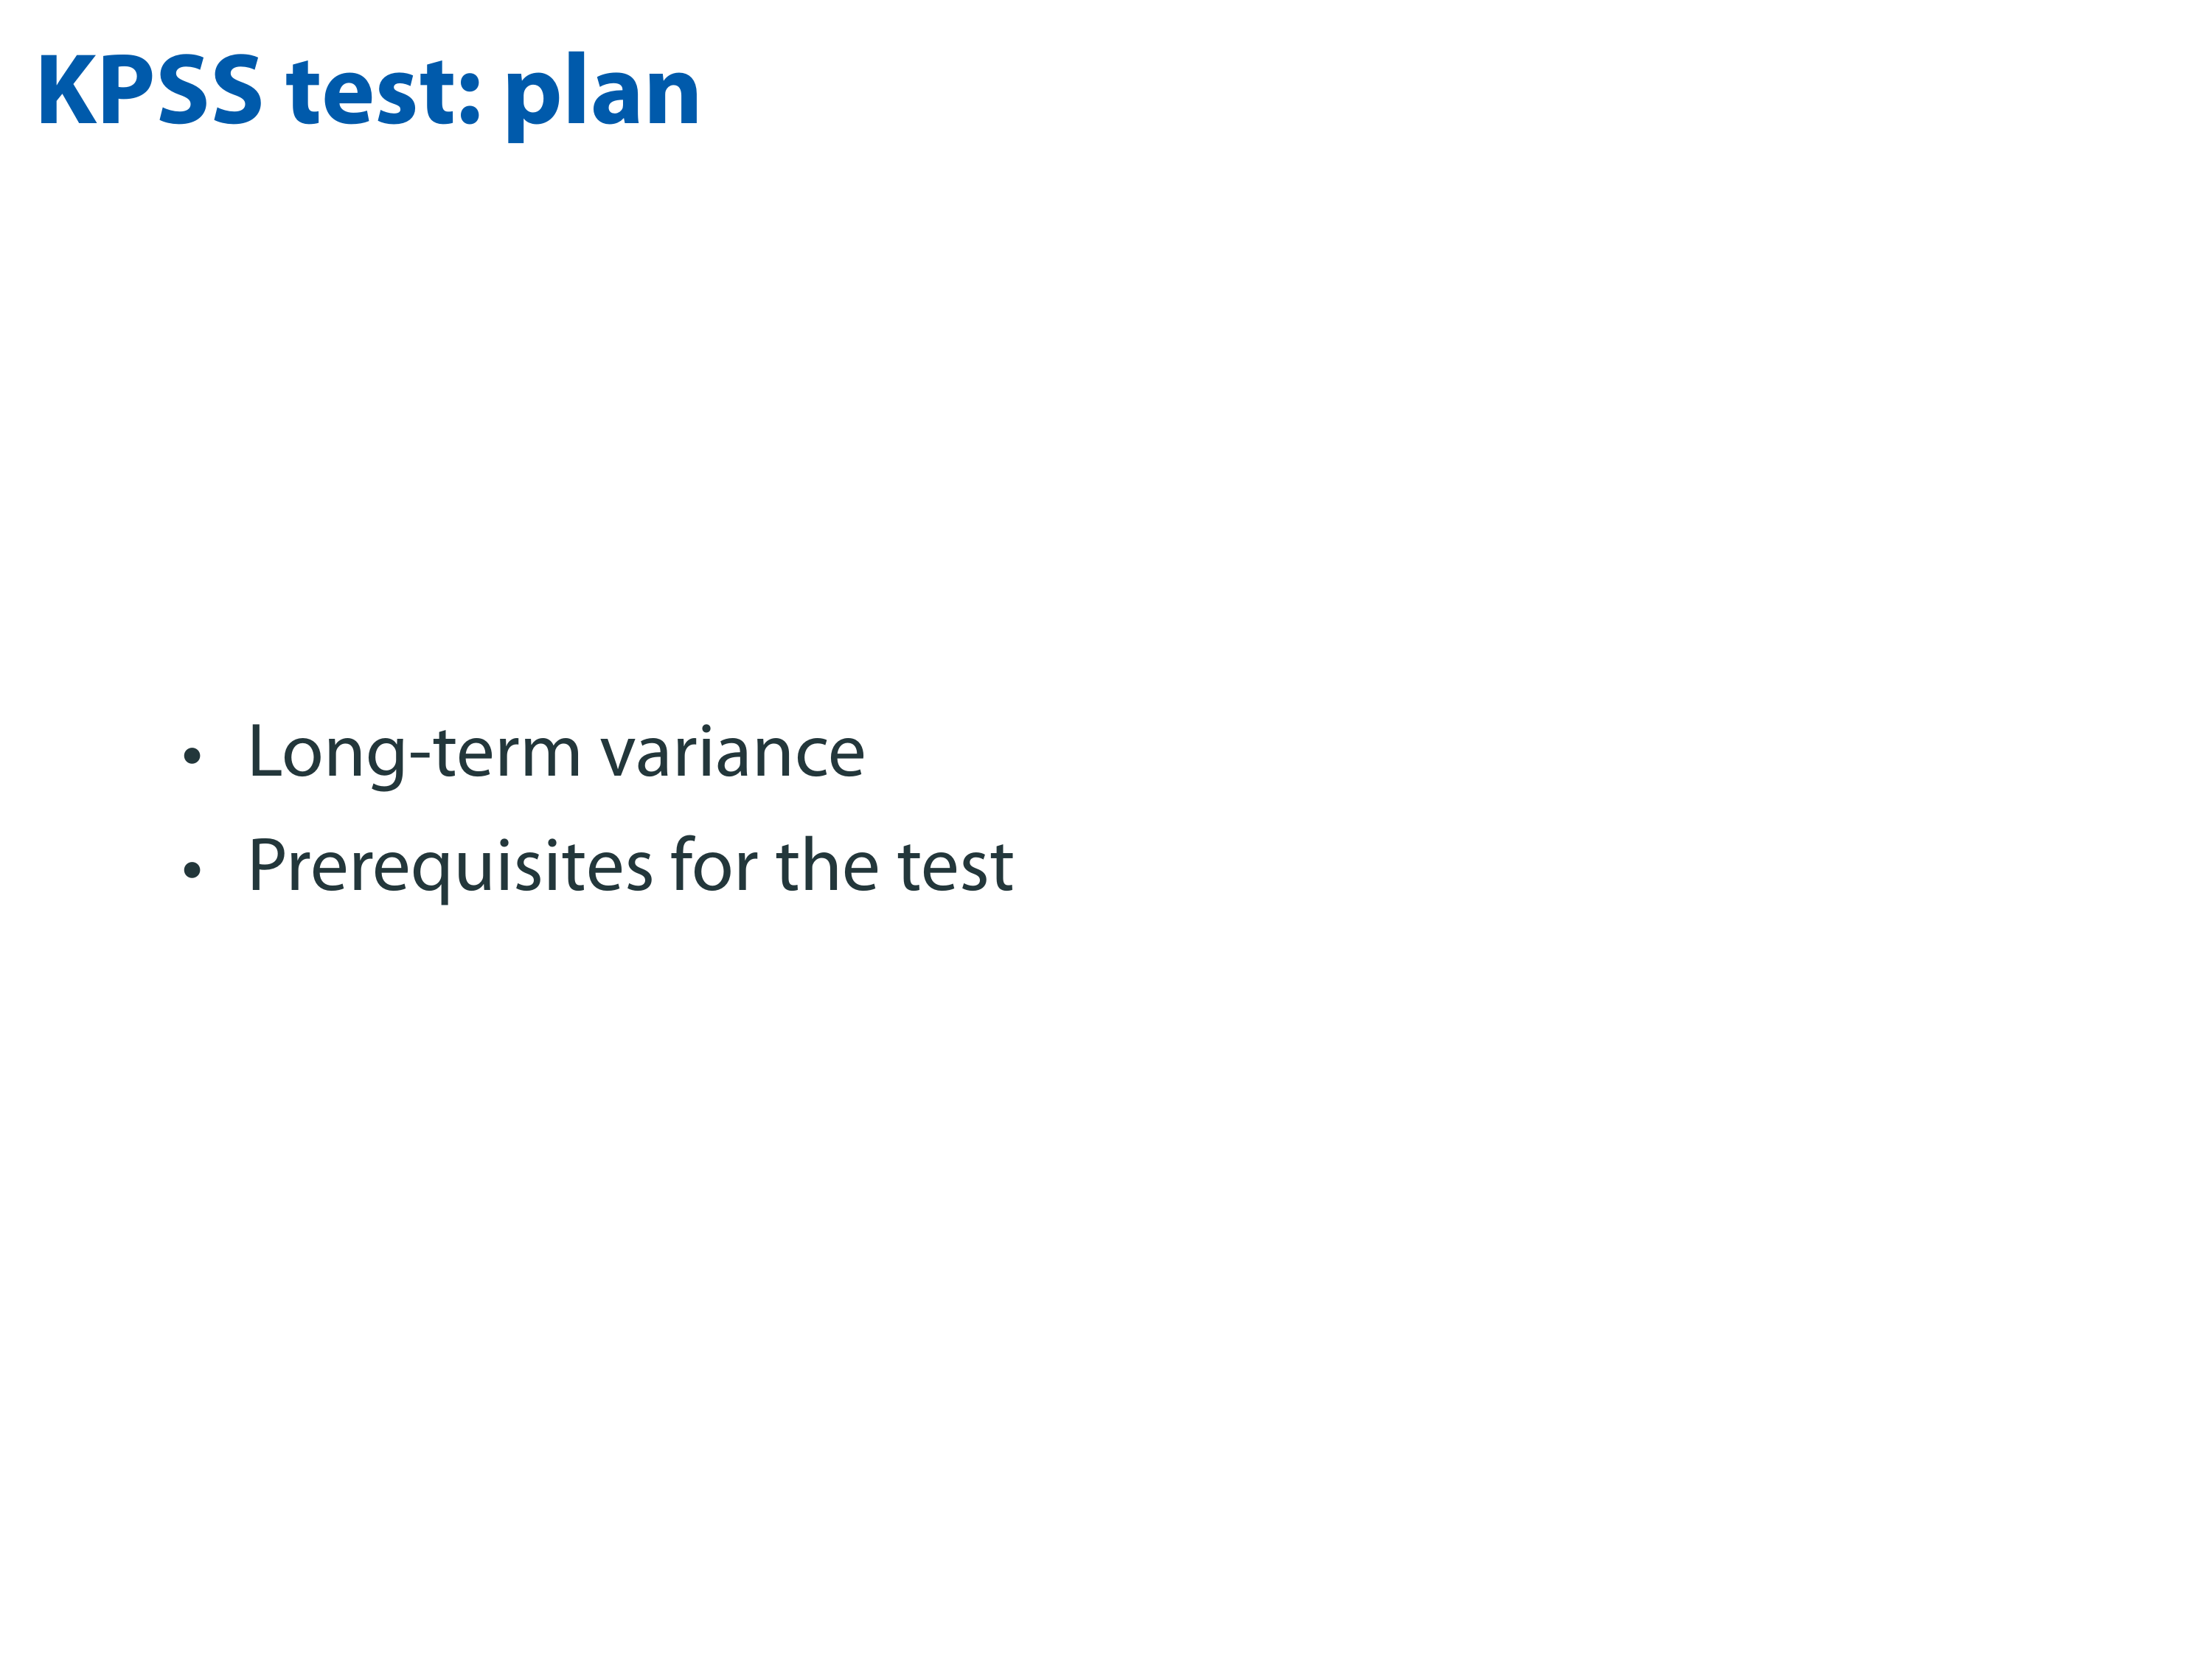 KPSS test: plan
• Long-term variance
• Prerequisites for the test